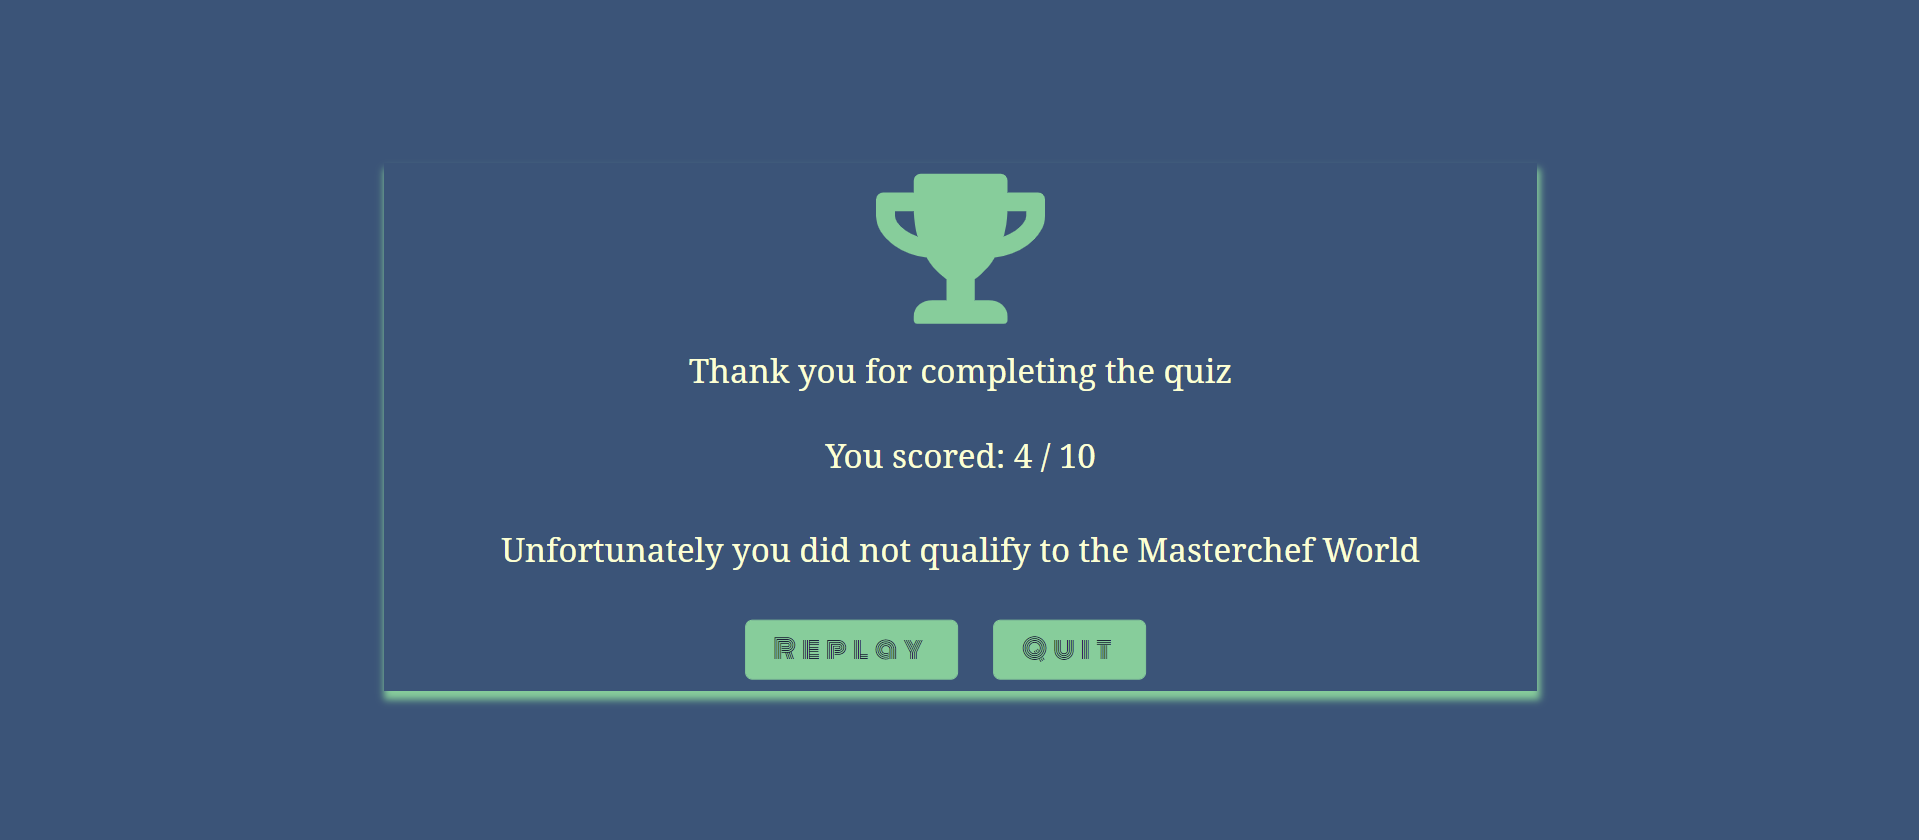 Thank you for completing the quiz
You scored: 4 / 10
Unfortunately you did not qualify to the Masterchef World
Replay Quit